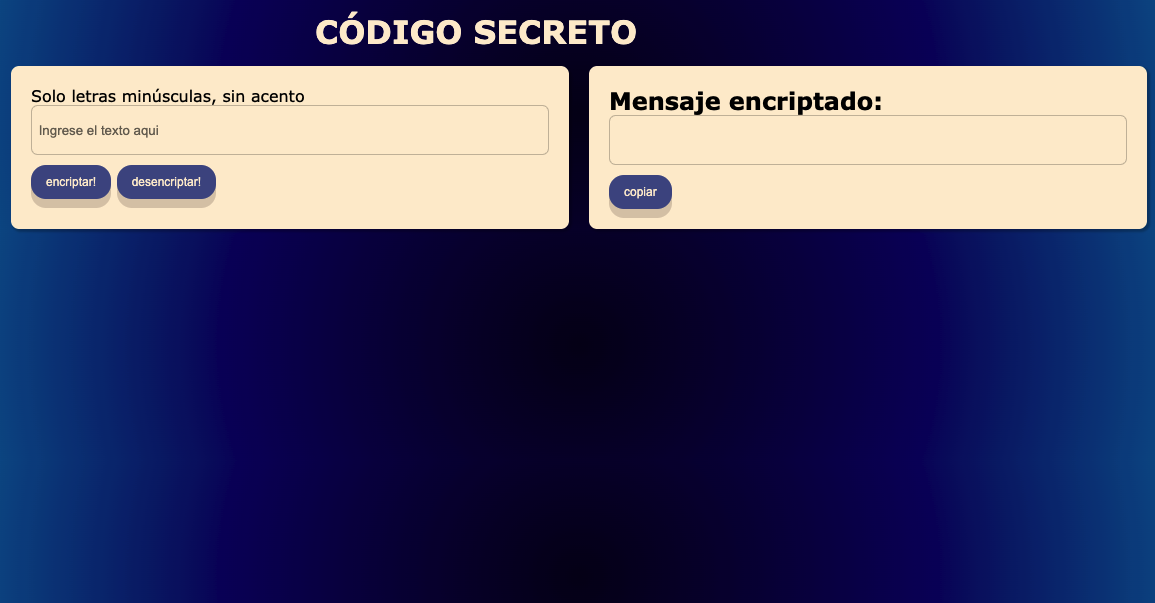 CÓDIGO SECRETO
Solo letras minúsculas, sin acento
Ingrese el texto aqui
encriptar! desencriptar!
Mensaje encriptado:
copiar